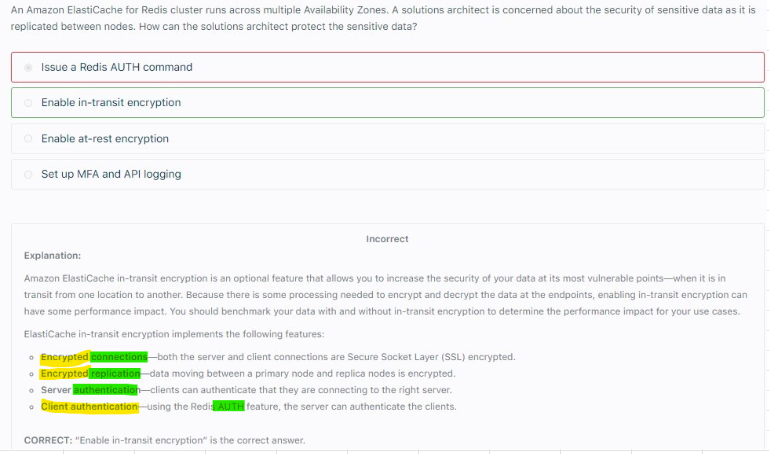 An Amazon ElastiCache for Redis cluster runs across multiple Availability Zones. A solutions architect is concerned about the security of sensitive data as it is
replicated between nodes. How can the solutions architect protect the sensitive data?
Issue a Redis AUTH command
Enable in-transit encryption
Enable at-rest encryption
Set up MFA and API logging
Incorrect
Explanation:
Amazon ElastiCache in-transit encryption is an optional feature that allows you to increase the security of your data at its most vulnerable points—when it is in
transit from one location to another. Because there is some processing needed to encrypt and decrypt the data at the endpoints, enabling in-transit encryption can
have some performance impact. You should benchmark your data with and without in-transit encryption to determine the performance impact for your use cases.
ElastiCache in-transit encryption implements the following features:
Encrypted connections—both the server and client connections are Secure Socket Layer (SSL) encrypted.
Encrypted replication—data moving between a primary node and replica nodes is encrypted.
Server authentication—clients can authenticate that they are connecting to the right server.
Client authentication—using the Redis AUTH feature, the server can authenticate the clients.
CORRECT: "Enable in-transit encryption" is the correct answer.